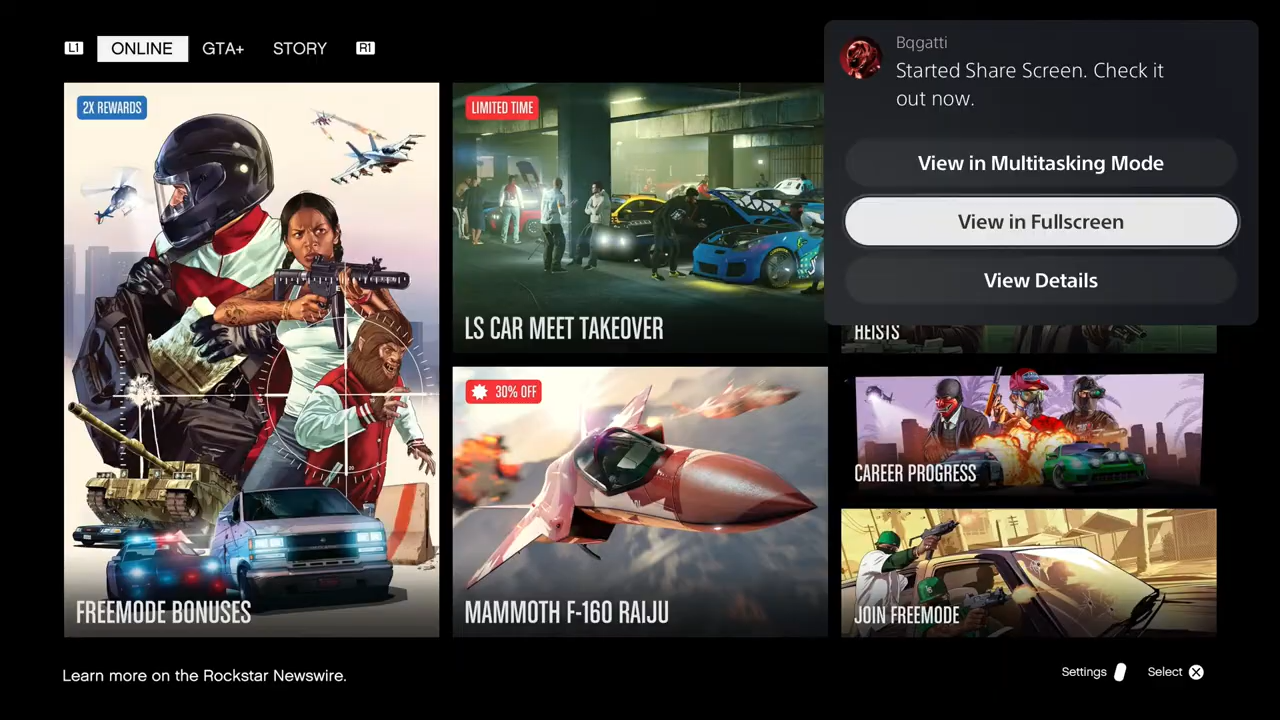 L1
ONLINE
GTA+
STORY
R1
Bqgatti
Started Share Screen. Check it
out now.
View in Multitasking Mode
View in Fullscreen
View Details
2X REWARDS
FREEMODE BONUSES
LIMITED TIME
LS CAR MEET TAKEOVER
30% OFF
MAMMOTH F-160 RAIJU
HEISTS
CAREER PROGRESS
JOIN FREEMODE
Learn more on the Rockstar Newswire.
Settings
Select